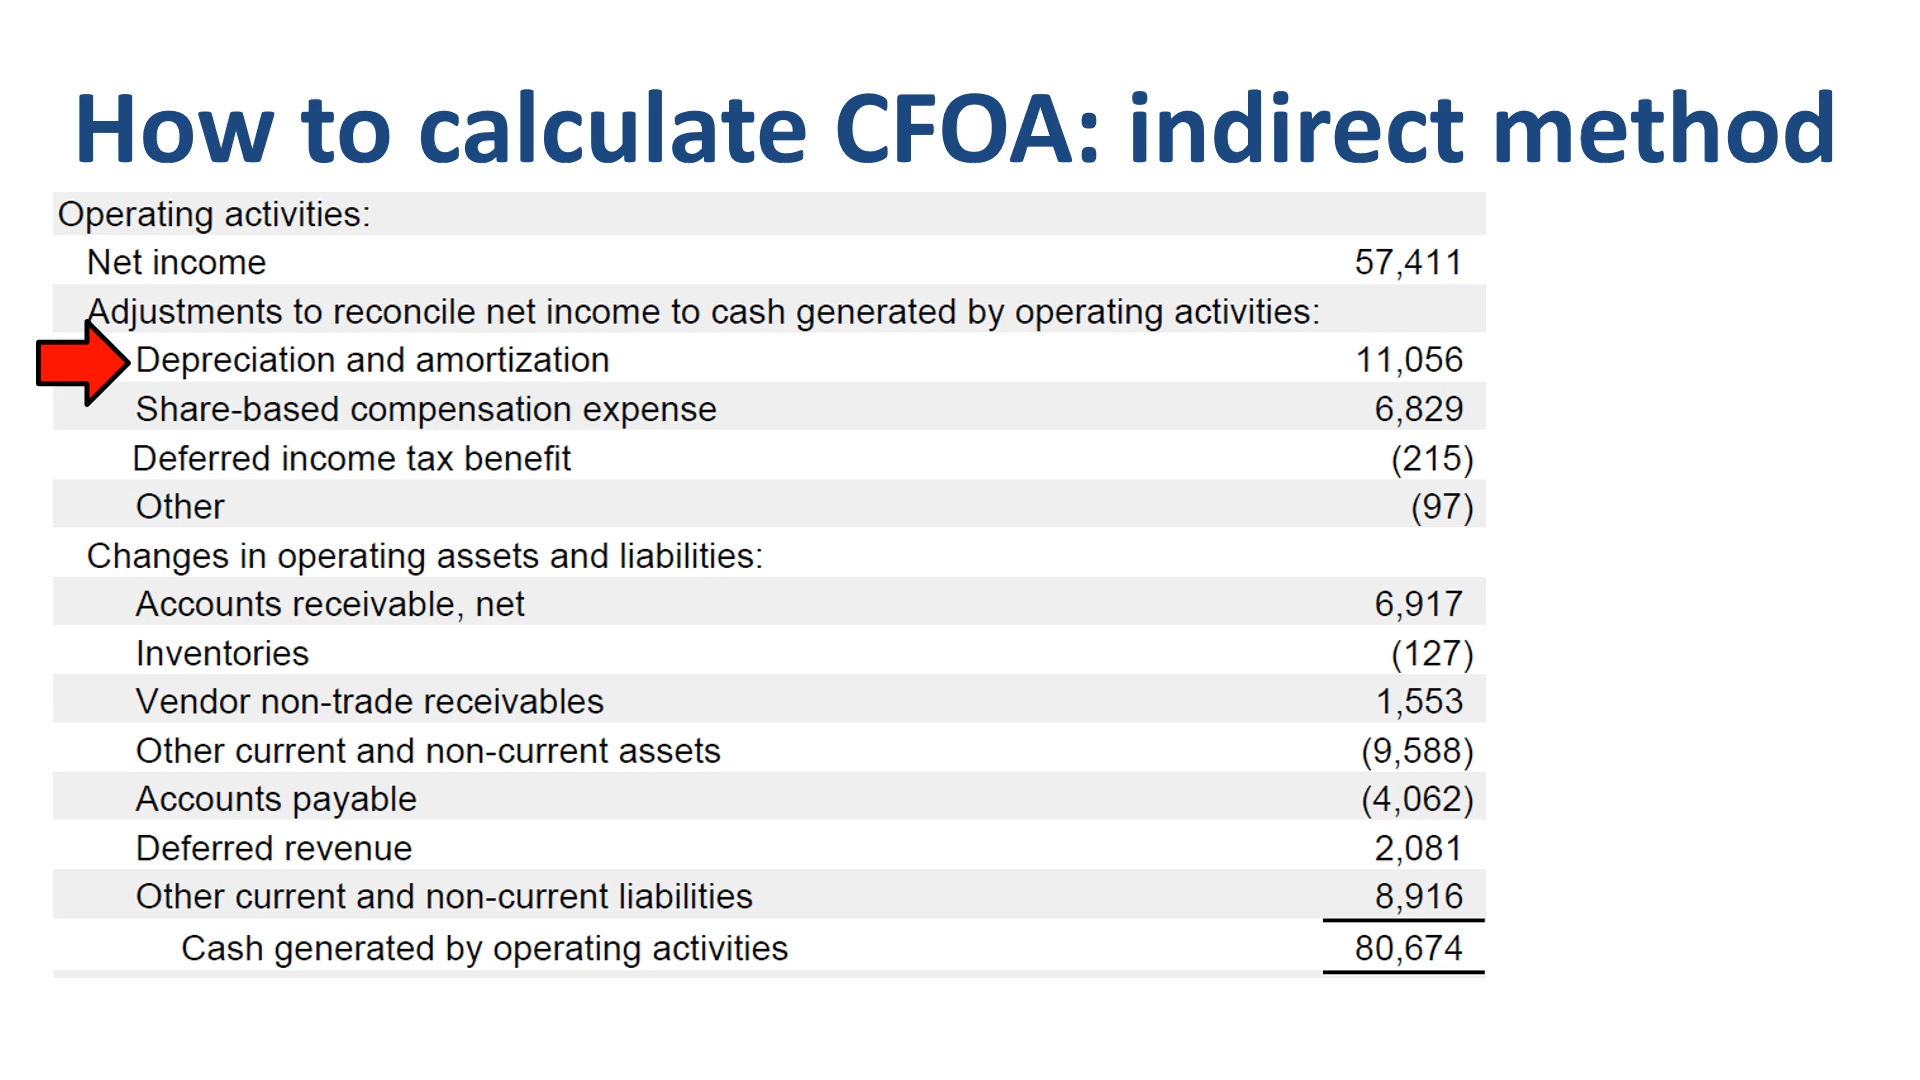 How to calculate CFOA: indirect method
Operating activities:
Net income 57,411
Adjustments to reconcile net income to cash generated by operating activities:
Depreciation and amortization 11,056
Share-based compensation expense 6,829
Deferred income tax benefit (215)
Other (97)
Changes in operating assets and liabilities:
Accounts receivable, net 6,917
Inventories (127)
Vendor non-trade receivables 1,553
Other current and non-current assets (9,588)
Accounts payable (4,062)
Deferred revenue 2,081
Other current and non-current liabilities 8,916
Cash generated by operating activities 80,674